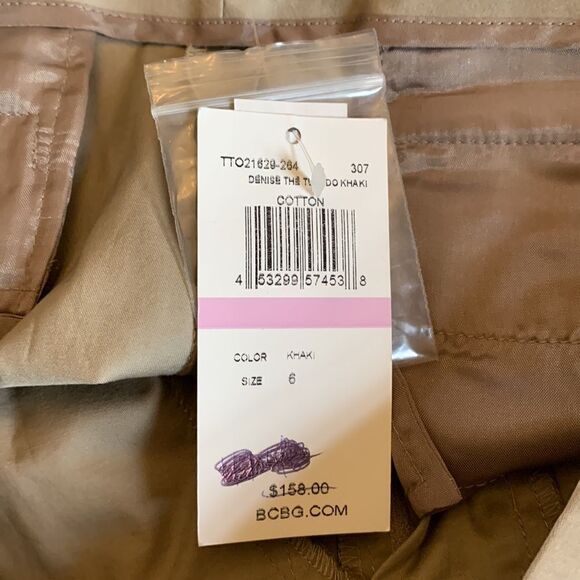 TTO21629-264 307
DENISE THE KHAKI
COTTON
4 53299 57453 8
COLOR KHAKI
SIZE 6
$158.00
BCBG.COM